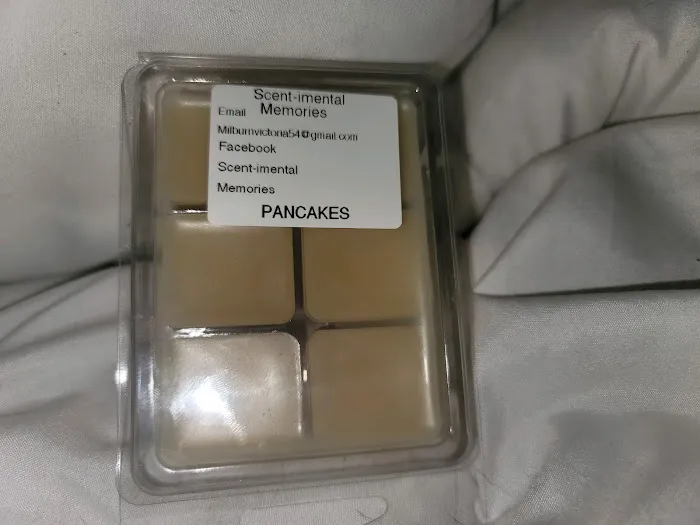 Scent-imental
Email Memories
Milburnvictoria54@gmail.com
Facebook
Scent-imental
Memories
PANCAKES